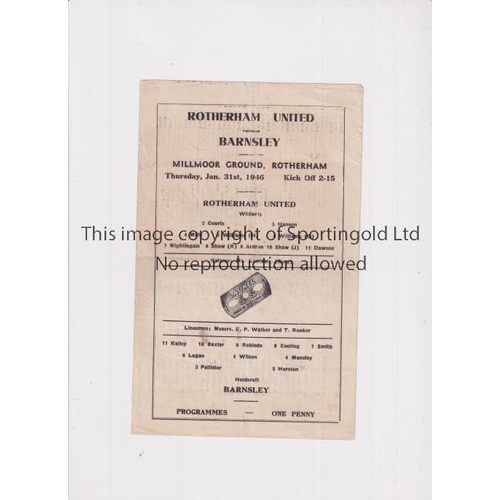 ROTHERHAM UNITED
versus
BARNSLEY
MILLMOOR GROUND, ROTHERHAM
Thursday, Jan. 31st, 1946 Kick Off 2-15
ROTHERHAM UNITED
Williams
2 Courts 3 Hanson
This image copyright of Sportingold Ltd
7 Nightingale 8 Shaw (R) 9 Ardron 10 Shaw (J) 11 Dawson
No reproduction allowed
Linesmen: Messrs. C. P. Walker and T. Rooker
11 Kelley 10 Baxter 9 Robledo 8 Cooling 7 Smith
6 Logan 5 Wilson 4 Mansley
3 Pallister 2 Harston
Holdcroft
BARNSLEY
PROGRAMMES — ONE PENNY